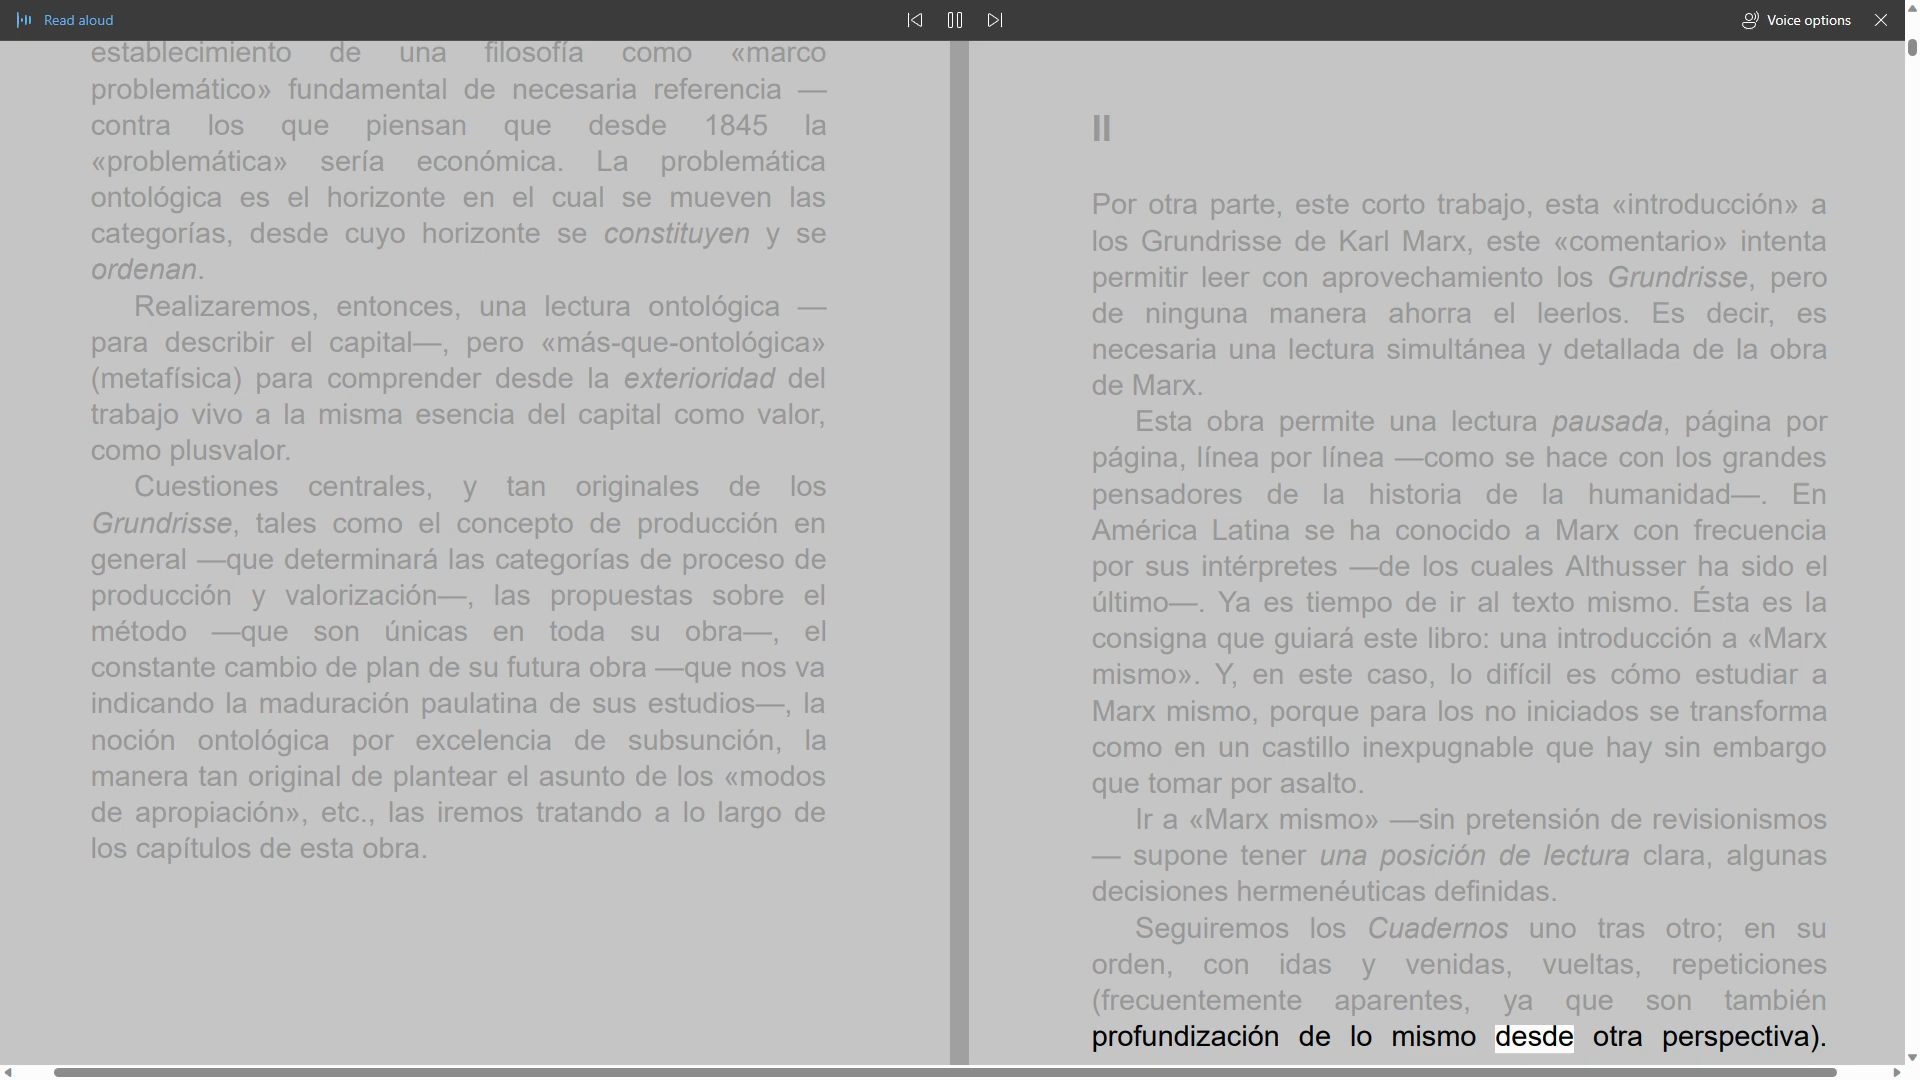 Read aloud
Voice options
establecimiento de una filosofía como «marco
problemático» fundamental de necesaria referencia —
contra los que piensan que desde 1845 la
«problemática» sería económica. La problemática
ontológica es el horizonte en el cual se mueven las
categorías, desde cuyo horizonte se constituyen y se
ordenan.
Realizaremos, entonces, una lectura ontológica —
para describir el capital—, pero «más-que-ontológica»
(metafísica) para comprender desde la exterioridad del
trabajo vivo a la misma esencia del capital como valor,
como plusvalor.
Cuestiones centrales, y tan originales de los
Grundrisse, tales como el concepto de producción en
general —que determinará las categorías de proceso de
producción y valorización—, las propuestas sobre el
método —que son únicas en toda su obra—, el
constante cambio de plan de su futura obra —que nos va
indicando la maduración paulatina de sus estudios—, la
noción ontológica por excelencia de subsunción, la
manera tan original de plantear el asunto de los «modos
de apropiación», etc., las iremos tratando a lo largo de
los capítulos de esta obra.
II
Por otra parte, este corto trabajo, esta «introducción» a
los Grundrisse de Karl Marx, este «comentario» intenta
permitir leer con aprovechamiento los Grundrisse, pero
de ninguna manera ahorra el leerlos. Es decir, es
necesaria una lectura simultánea y detallada de la obra
de Marx.
Esta obra permite una lectura pausada, página por
página, línea por línea —como se hace con los grandes
pensadores de la historia de la humanidad—. En
América Latina se ha conocido a Marx con frecuencia
por sus intérpretes —de los cuales Althusser ha sido el
último—. Ya es tiempo de ir al texto mismo. Ésta es la
consigna que guiará este libro: una introducción a «Marx
mismo». Y, en este caso, lo difícil es cómo estudiar a
Marx mismo, porque para los no iniciados se transforma
como en un castillo inexpugnable que hay sin embargo
que tomar por asalto.
Ir a «Marx mismo» —sin pretensión de revisionismos
— supone tener una posición de lectura clara, algunas
decisiones hermenéuticas definidas.
Seguiremos los Cuadernos uno tras otro; en su
orden, con idas y venidas, vueltas, repeticiones
(frecuentemente aparentes, ya que son también
profundización de lo mismo desde otra perspectiva).